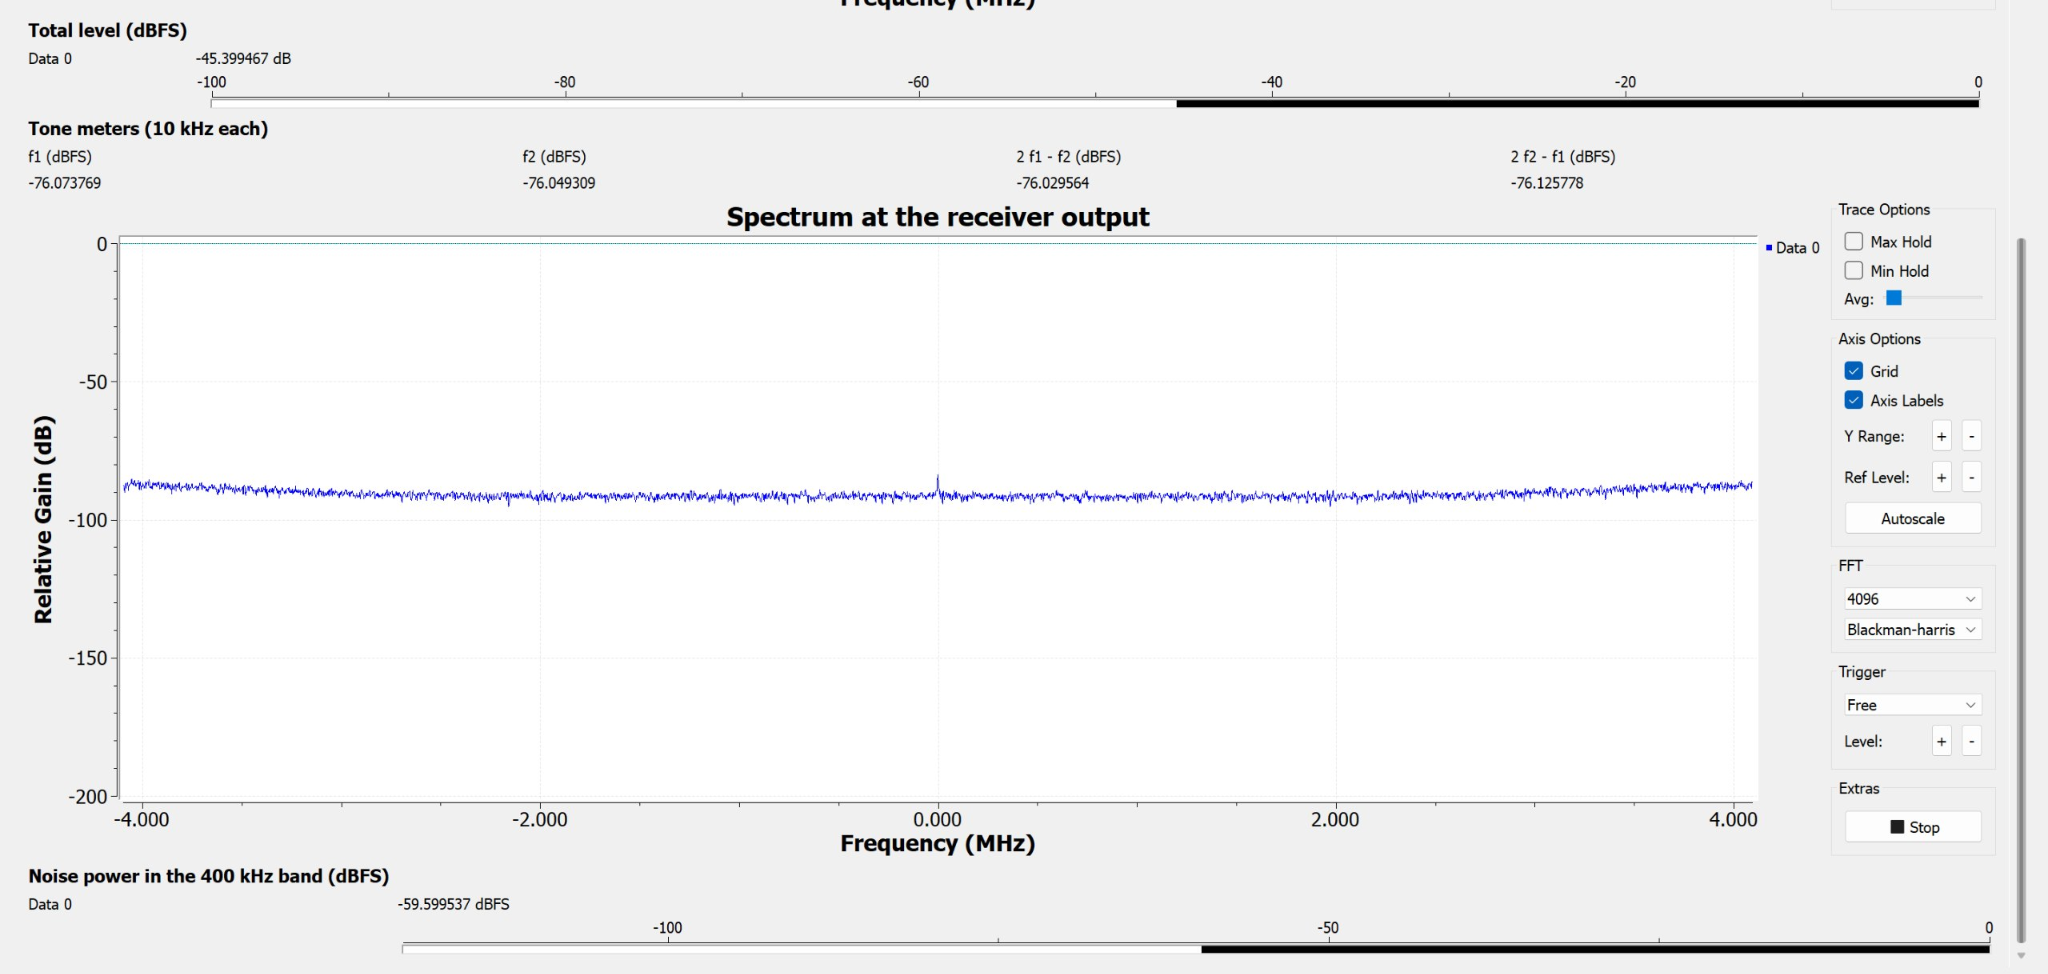 Frequency (MHz)
Total level (dBFS)
Data 0 -45.399467 dB
-100 -80 -60 -40 -20 0
Tone meters (10 kHz each)
f1 (dBFS) f2 (dBFS) 2 f1 - f2 (dBFS) 2 f2 - f1 (dBFS)
-76.073769 -76.049309 -76.029564 -76.125778
Spectrum at the receiver output
0
-50
-100
-150
-200
Relative Gain (dB)
-4.000 -2.000 0.000 2.000 4.000
Frequency (MHz)
Data 0
Trace Options
Max Hold
Min Hold
Avg:
Axis Options
Grid
Axis Labels
Y Range: + -
Ref Level: + -
Autoscale
FFT
4096
Blackman-harris
Trigger
Free
Level: + -
Extras
Stop
Noise power in the 400 kHz band (dBFS)
Data 0 -59.599537 dBFS
-100 -50 0